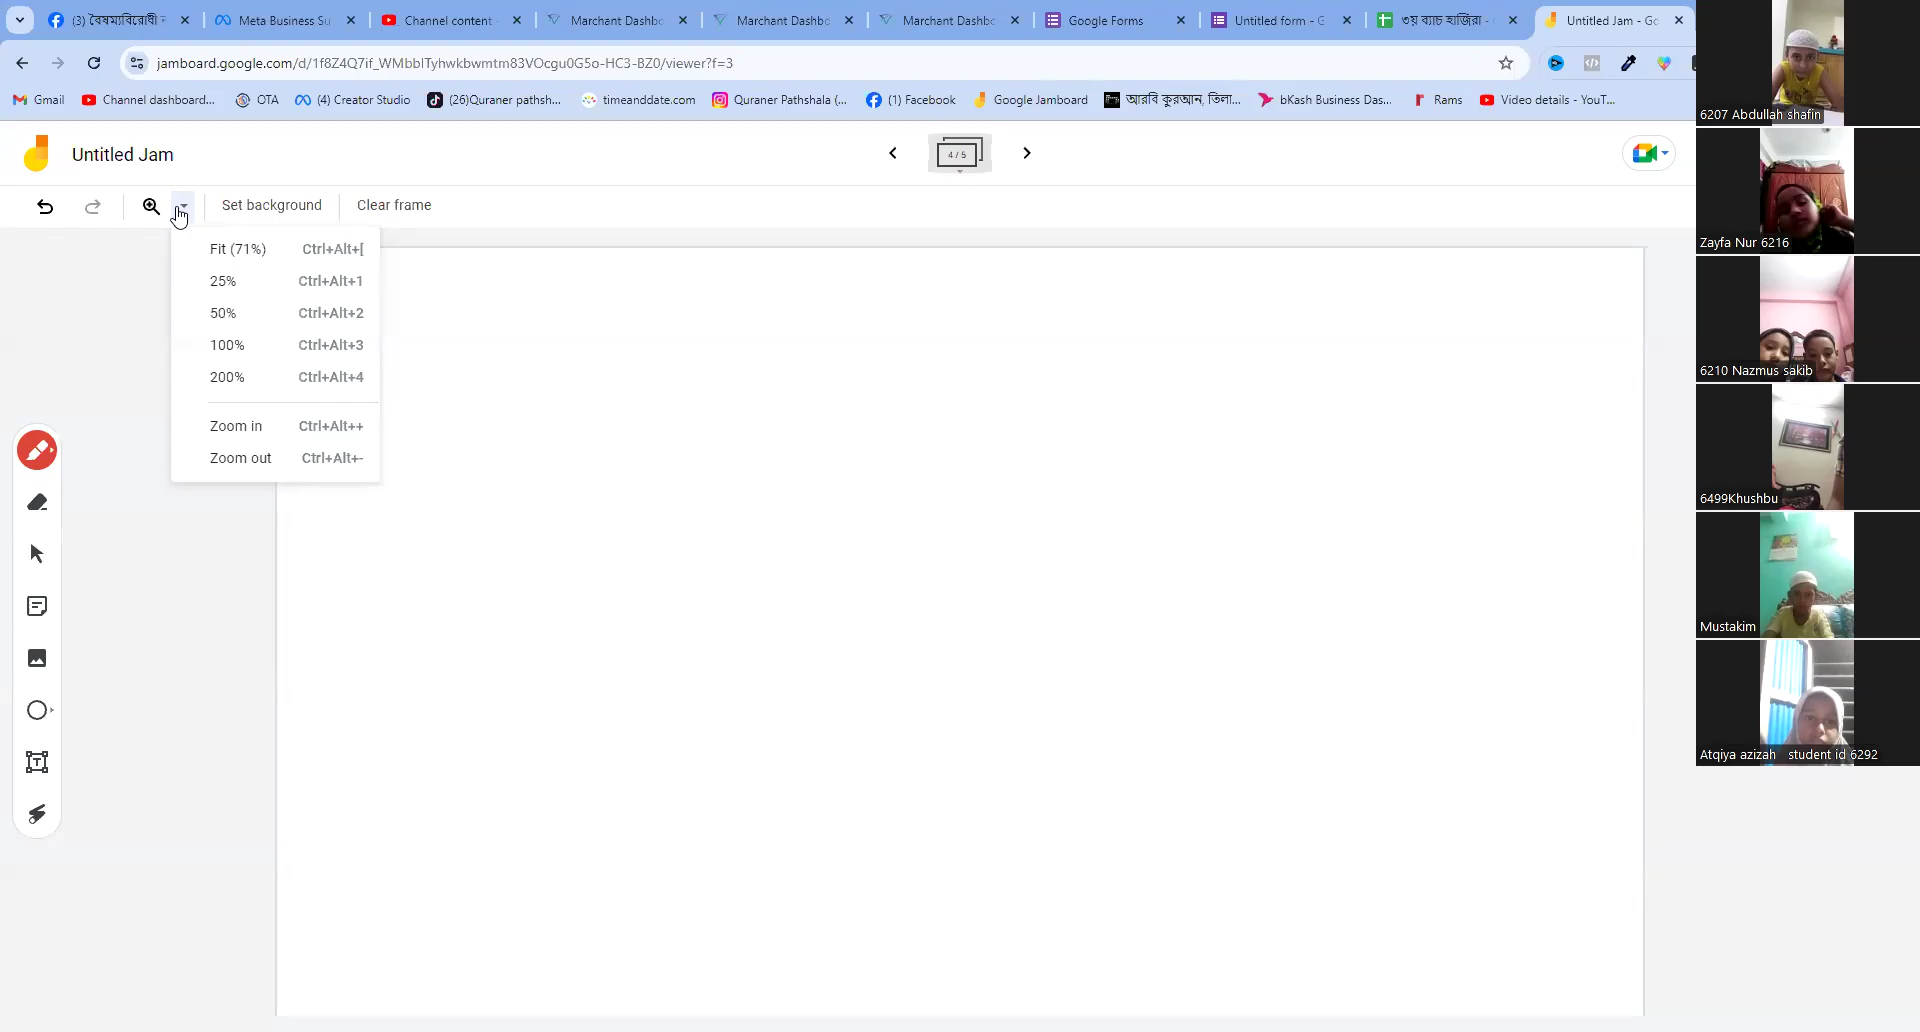 (3) বৈষম্যবিরোধী
Meta Business Su
Channel content -
Marchant Dashbo
Marchant Dashbo
Marchant Dashbo
Google Forms
Untitled form - G
৩য় ব্যাচ হাজিরা -
Untitled Jam - Go
jamboard.google.com/d/1f8Z4Q7if_WMbblTyhwkbwmtm83VOcgu0G5o-HC3-BZ0/viewer?f=3
Gmail
Channel dashboard...
OTA
(4) Creator Studio
(26)Quraner pathsh...
timeanddate.com
Quraner Pathshala (...
(1) Facebook
Google Jamboard
আরবি কুরআন, তিলা...
bKash Business Das...
Rams
Video details - YouT...
Untitled Jam
4 / 5
Set background
Clear frame
Fit (71%) Ctrl+Alt+[
25% Ctrl+Alt+1
50% Ctrl+Alt+2
100% Ctrl+Alt+3
200% Ctrl+Alt+4
Zoom in Ctrl+Alt++
Zoom out Ctrl+Alt+-
6207 Abdullah shafin
Zayfa Nur 6216
6210 Nazmus sakib
6499Khushbu
Mustakim
Atqiya azizah student id 6292